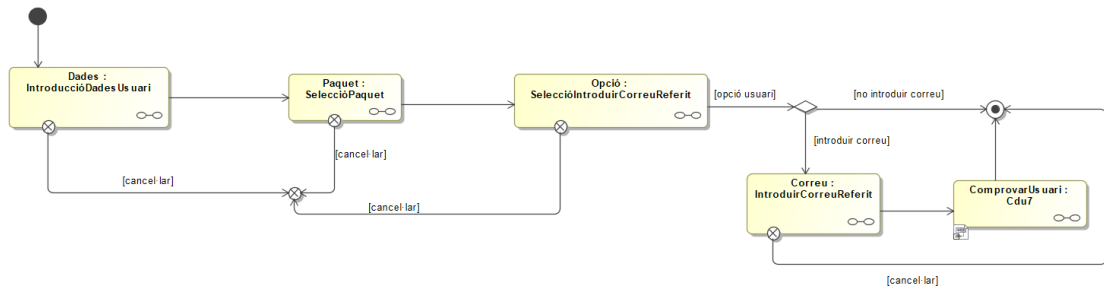 Dades :
IntroduccióDadesUsuari
Paquet :
SeleccióPaquet
Opció :
SeleccióIntroduirCorreuReferit
[opció usuari]
[no introduir correu]
[introduir correu]
[cancel·lar]
[cancel·lar]
[cancel·lar]
Correu :
IntroduirCorreuReferit
ComprovarUsuari :
Cdu7
[cancel·lar]